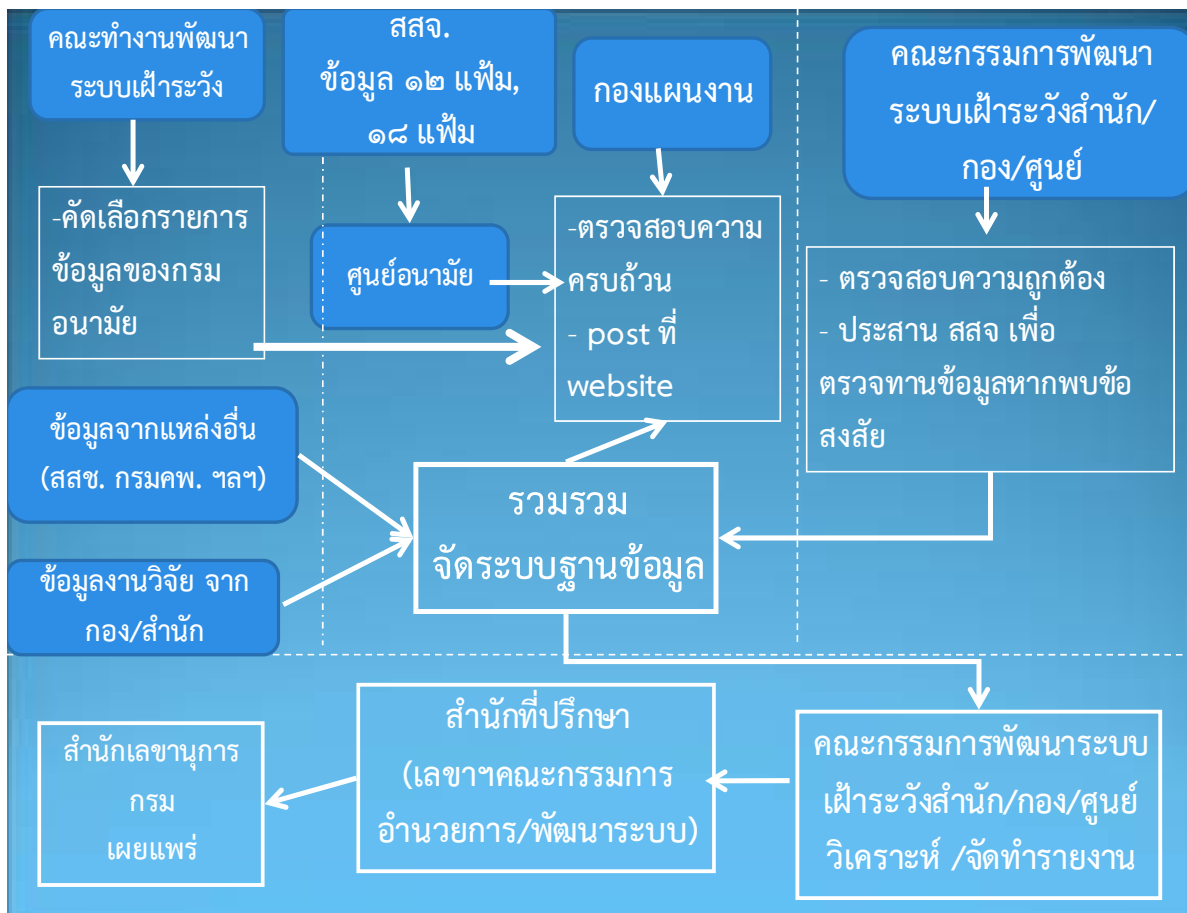 คณะทำงานพัฒนา
ระบบเฝ้าระวัง
สสจ.
ข้อมูล ๑๒ แฟ้ม,
๑๘ แฟ้ม
กองแผนงาน
คณะกรรมการพัฒนา
ระบบเฝ้าระวังสำนัก/
กอง/ศูนย์
-คัดเลือกรายการ
ข้อมูลของกรม
อนามัย
ศูนย์อนามัย
-ตรวจสอบความ
ครบถ้วน
- post ที่
website
- ตรวจสอบความถูกต้อง
- ประสาน สสจ เพื่อ
ตรวจทานข้อมูลหากพบข้อ
สงสัย
ข้อมูลจากแหล่งอื่น
(สสช. กรมคพ. ฯลฯ)
รวมรวม
จัดระบบฐานข้อมูล
ข้อมูลงานวิจัย จาก
กอง/สำนัก
สำนักเลขานุการ
กรม
เผยแพร่
สำนักที่ปรึกษา
(เลขาฯคณะกรรมการ
อำนวยการ/พัฒนาระบบ)
คณะกรรมการพัฒนาระบบ
เฝ้าระวังสำนัก/กอง/ศูนย์
วิเคราะห์ /จัดทำรายงาน